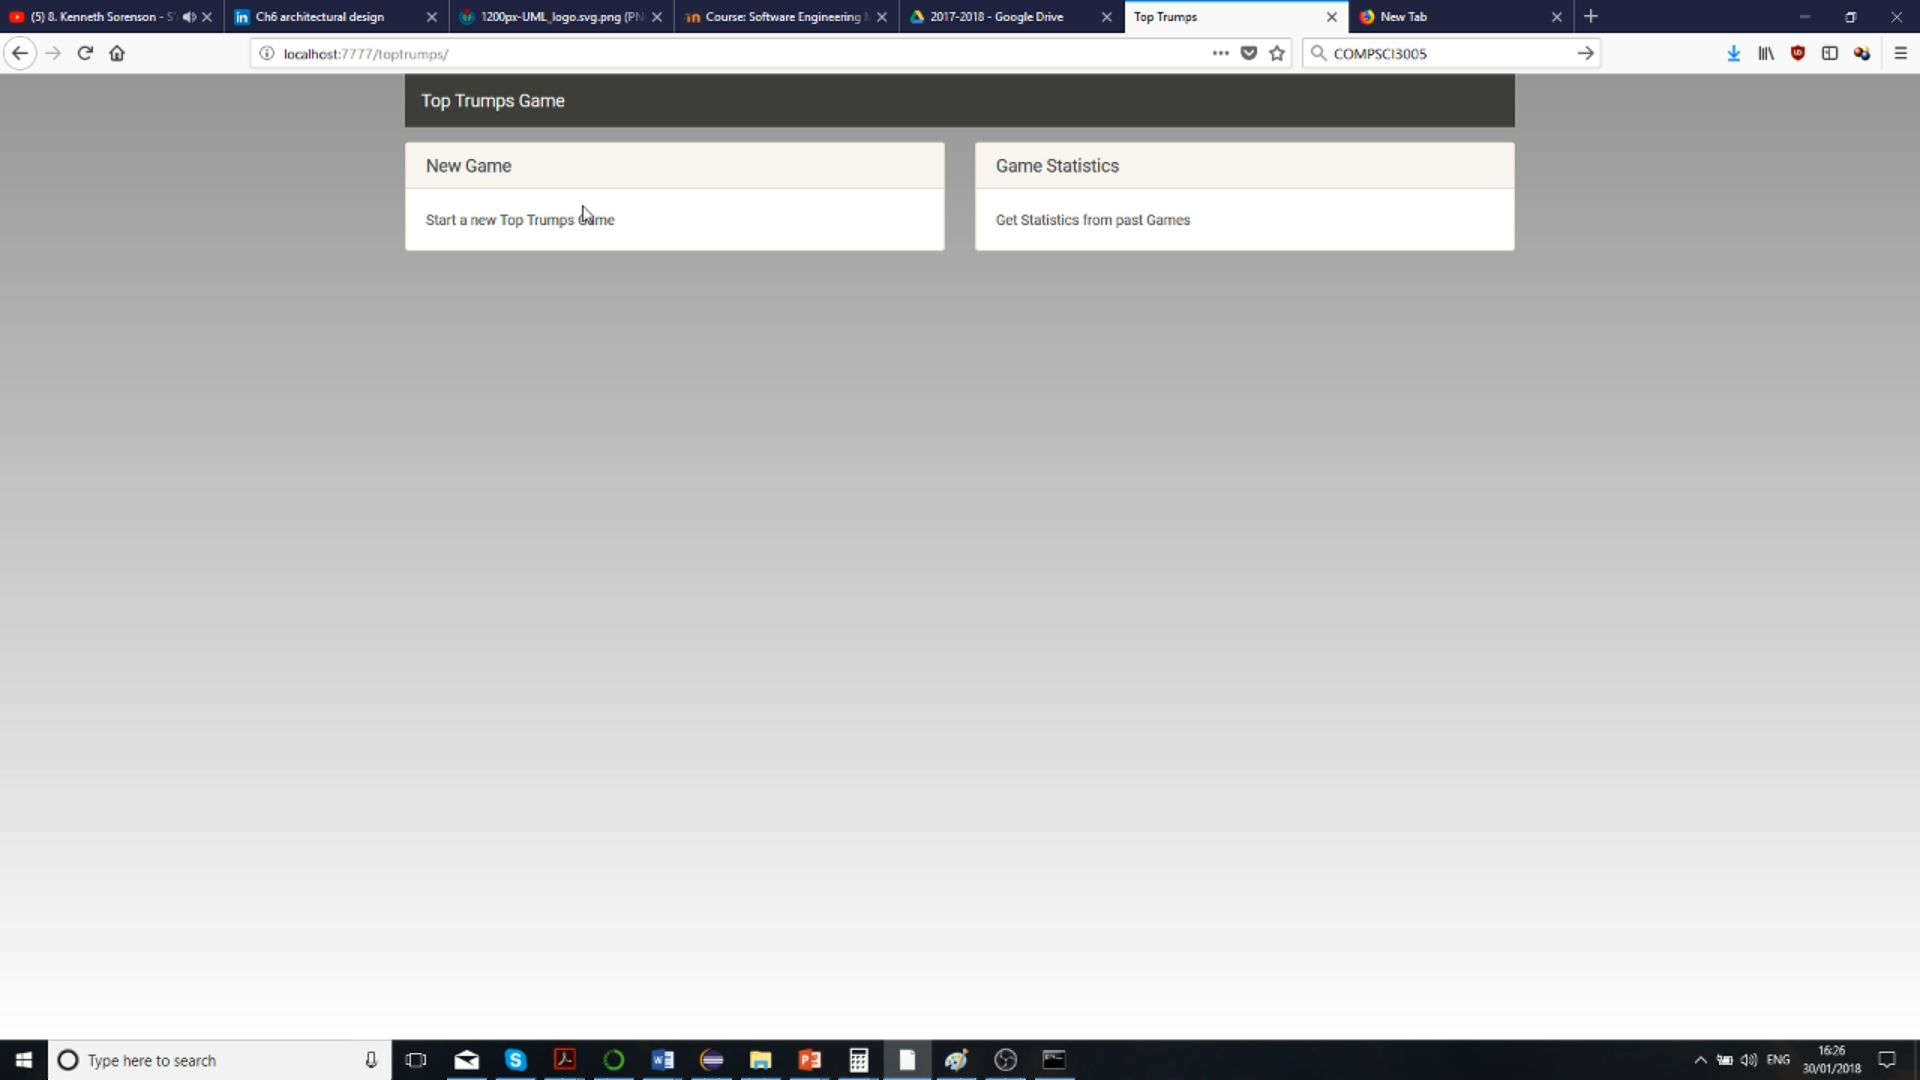 (5) 8. Kenneth Sorenson - S
Ch6 architectural design
1200px-UML_logo.svg.png (PN
Course: Software Engineering
2017-2018 - Google Drive
Top Trumps
New Tab
localhost:7777/toptrumps/
COMPSCI3005
Top Trumps Game
New Game
Game Statistics
Start a new Top Trumps Game
Get Statistics from past Games
Type here to search
ENG
16:26
30/01/2018